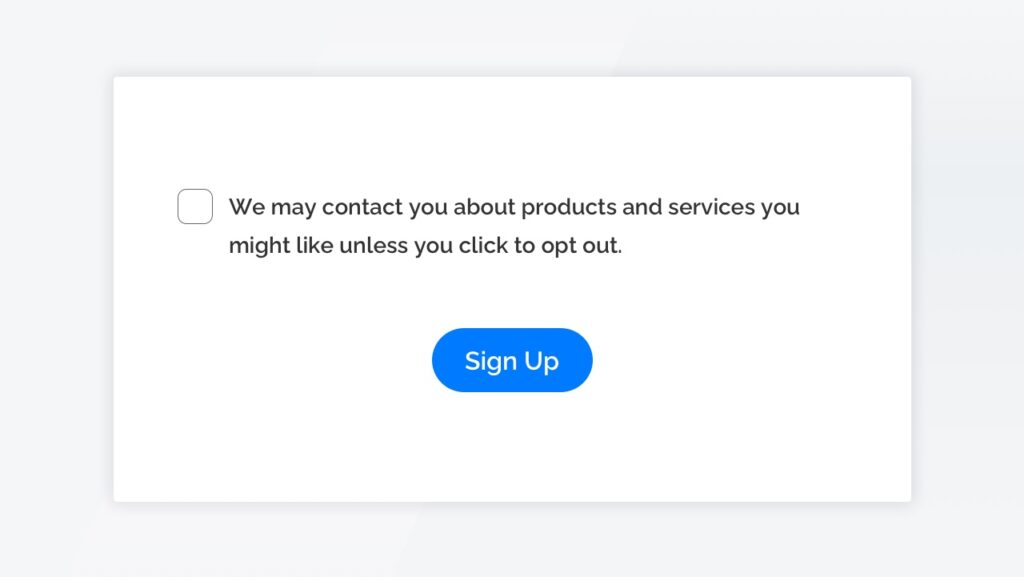 We may contact you about products and services you
might like unless you click to opt out.
Sign Up